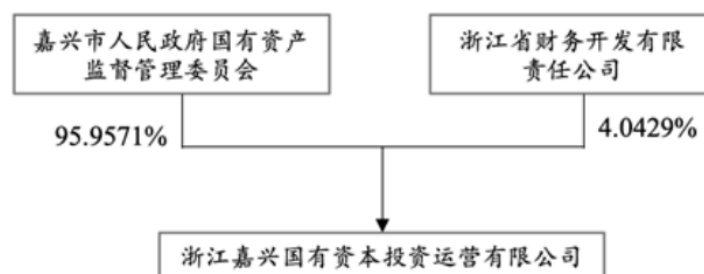 嘉兴市人民政府国有资产
监督管理委员会
浙江省财务开发有限
责任公司
95.9571%
4.0429%
浙江嘉兴国有资本投资运营有限公司